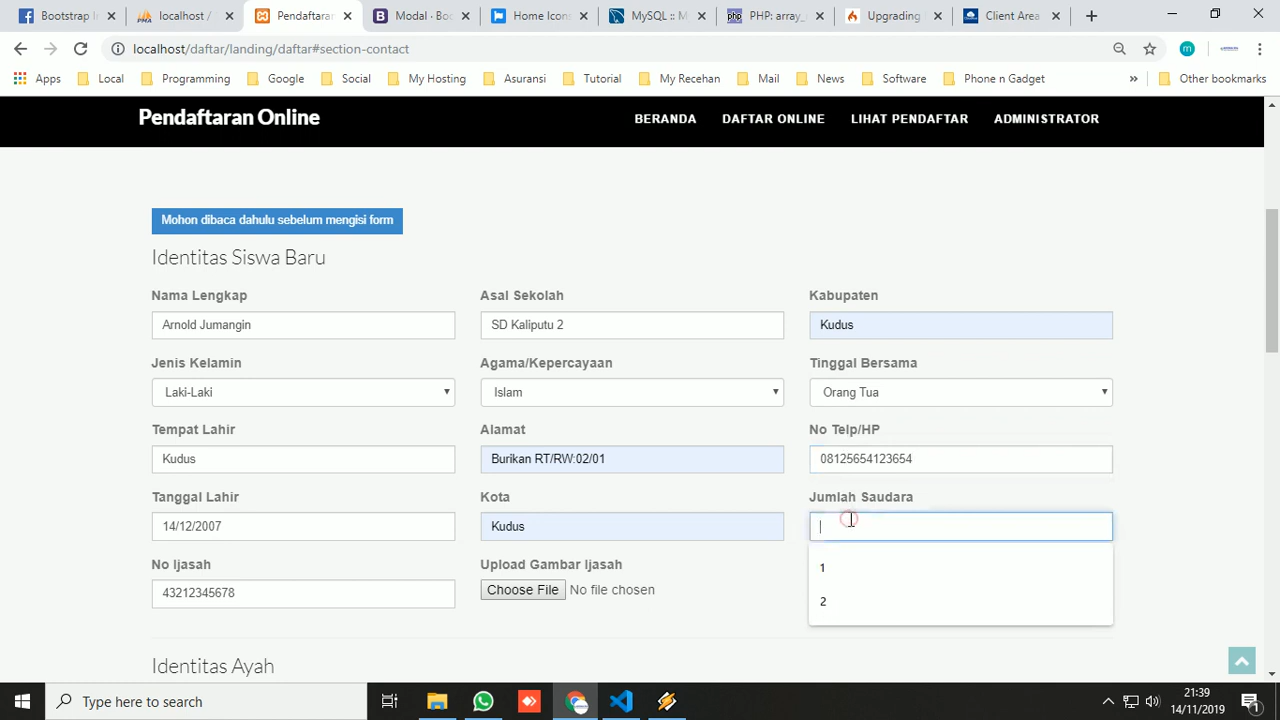 Bootstrap I
localhost /
Pendaftaran
Modal · Boo
Home Icons
MySQL :: M
PHP: array_
Upgrading
Client Area
localhost/daftar/landing/daftar#section-contact
m
Apps
Local
Programming
Google
Social
My Hosting
Asuransi
Tutorial
My Recehan
Mail
News
Software
Phone n Gadget
»
Other bookmarks
Pendaftaran Online
BERANDA
DAFTAR ONLINE
LIHAT PENDAFTAR
ADMINISTRATOR
Mohon dibaca dahulu sebelum mengisi form
Identitas Siswa Baru
Nama Lengkap
Asal Sekolah
Kabupaten
Arnold Jumangin
SD Kaliputu 2
Kudus
Jenis Kelamin
Agama/Kepercayaan
Tinggal Bersama
Laki-Laki
Islam
Orang Tua
Tempat Lahir
Alamat
No Telp/HP
Kudus
Burikan RT/RW:02/01
08125654123654
Tanggal Lahir
Kota
Jumlah Saudara
14/12/2007
Kudus
No Ijasah
Upload Gambar Ijasah
1
43212345678
Choose File No file chosen
2
Identitas Ayah
Type here to search
21:39
14/11/2019
1